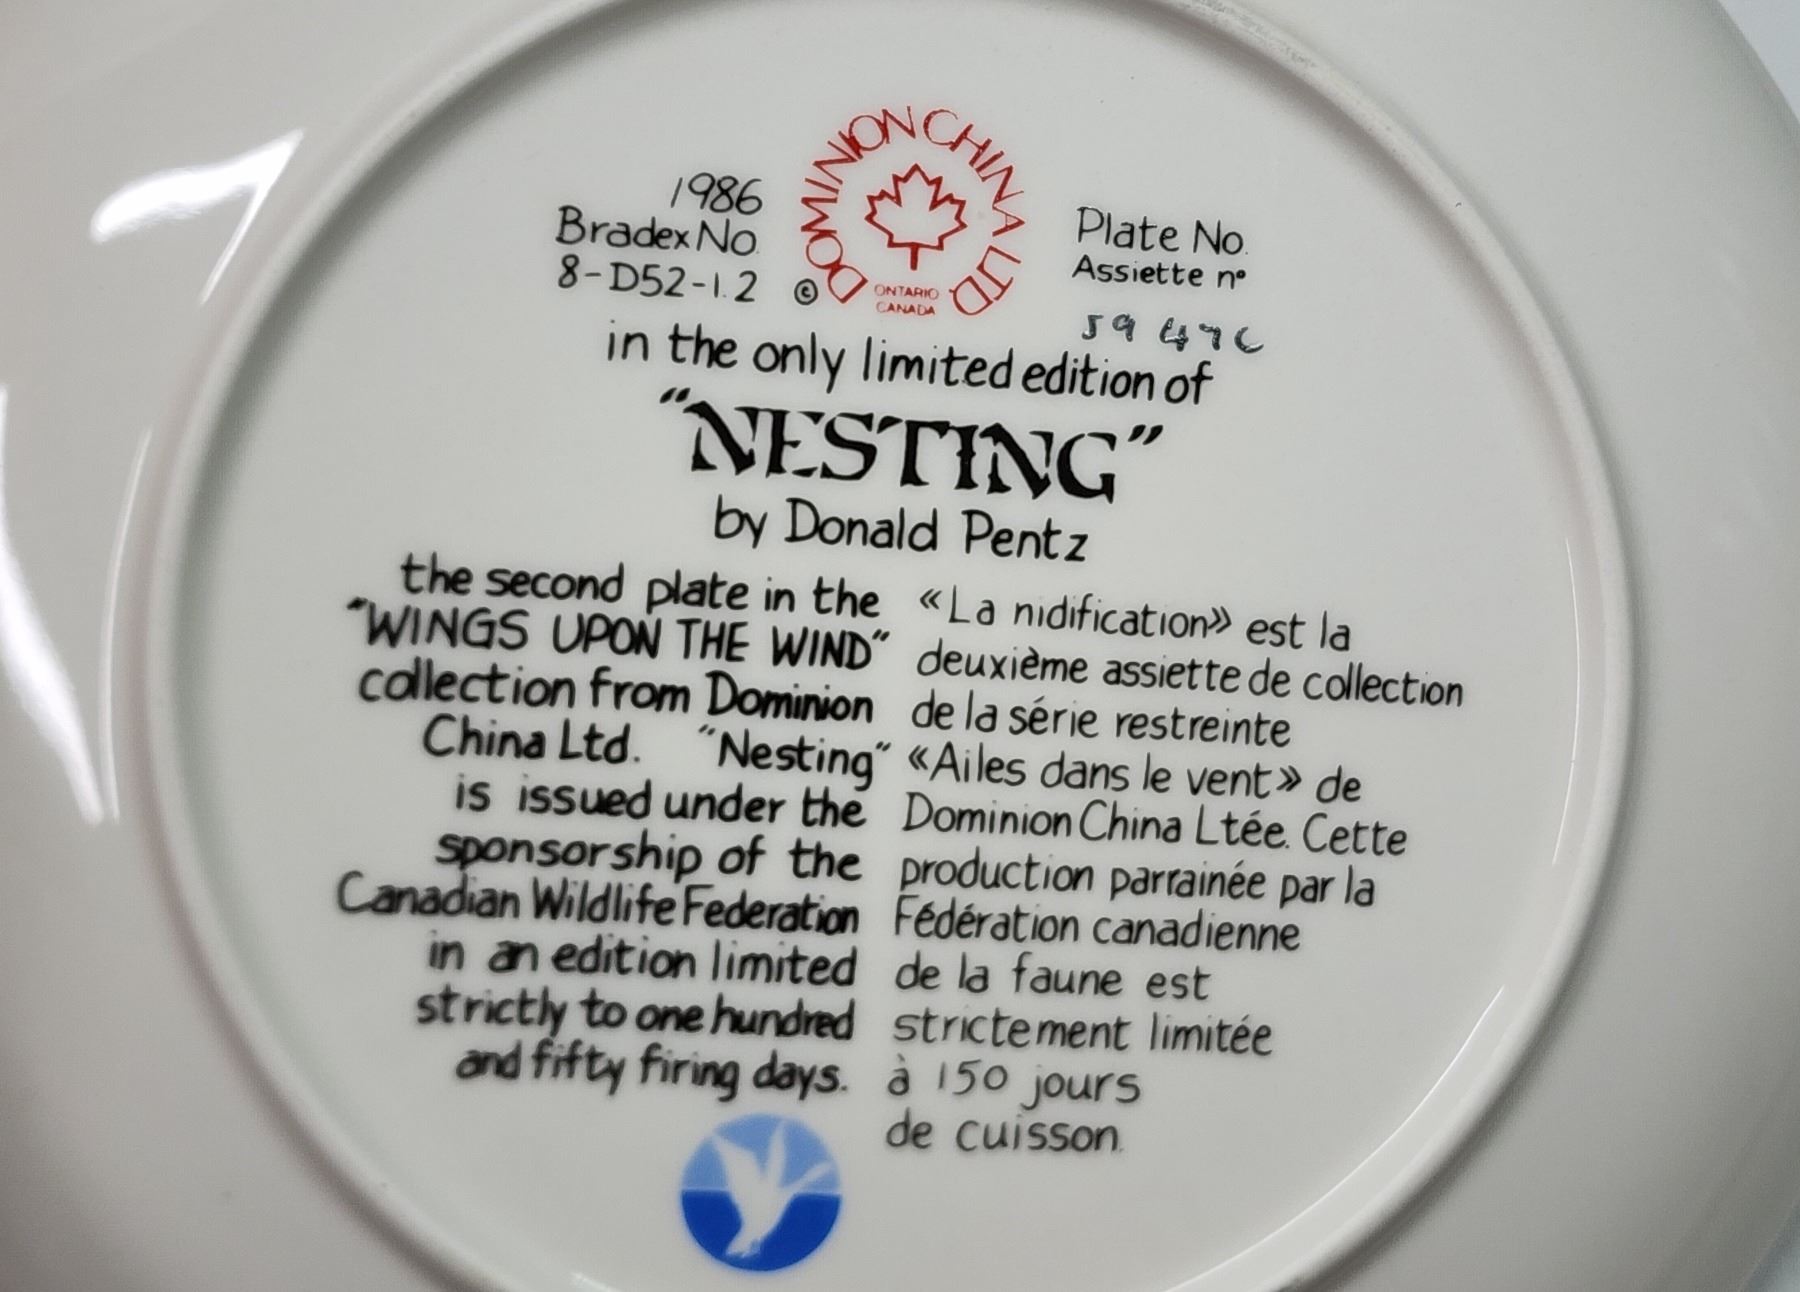 DOMINION CHINA LTD
ONTARIO
CANADA
©
1986
Bradex No.
8-D52-1.2
Plate No.
Assiette nº
5947C
in the only limited edition of
"NESTING"
by Donald Pentz
the second plate in the
"WINGS UPON THE WIND"
collection from Dominion
China Ltd. "Nesting"
is issued under the
sponsorship of the
Canadian Wildlife Federation
in an edition limited
strictly to one hundred
and fifty firing days.
«La nidification» est la
deuxième assiette de collection
de la série restreinte
«Ailes dans le vent» de
Dominion China Ltée. Cette
production parrainée par la
Fédération canadienne
de la faune est
strictement limitée
à 150 jours
de cuisson.